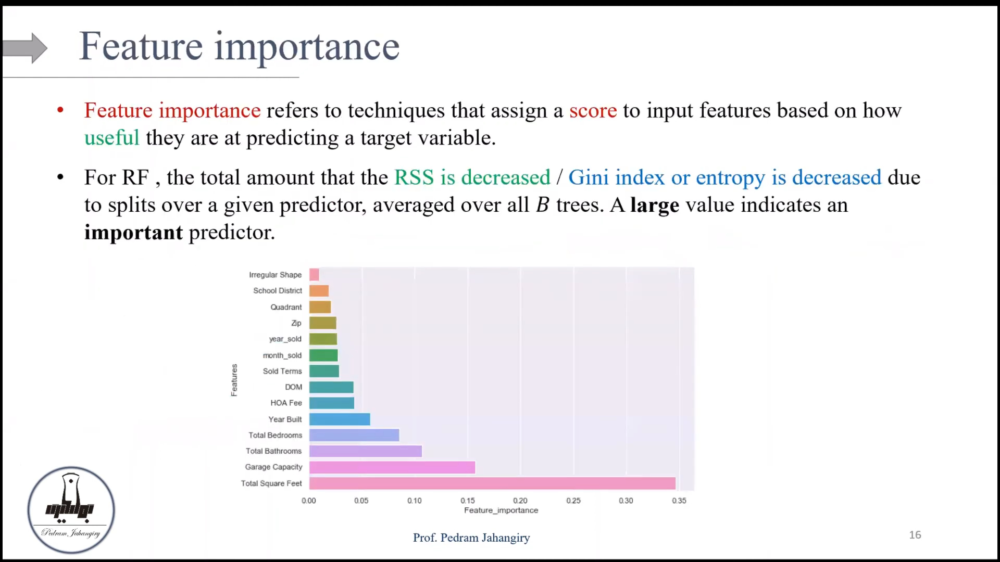 Feature importance
• Feature importance refers to techniques that assign a score to input features based on how
useful they are at predicting a target variable.
• For RF , the total amount that the RSS is decreased / Gini index or entropy is decreased due
to splits over a given predictor, averaged over all B trees. A large value indicates an
important predictor.
Irregular Shape
School District
Quadrant
Zip
year_sold
month_sold
Sold Terms
DOM
HOA Fee
Year Built
Total Bedrooms
Total Bathrooms
Garage Capacity
Total Square Feet
Features
0.00 0.05 0.10 0.15 0.20 0.25 0.30 0.35
Feature_importance
Pedram Jahangiry
Prof. Pedram Jahangiry
16